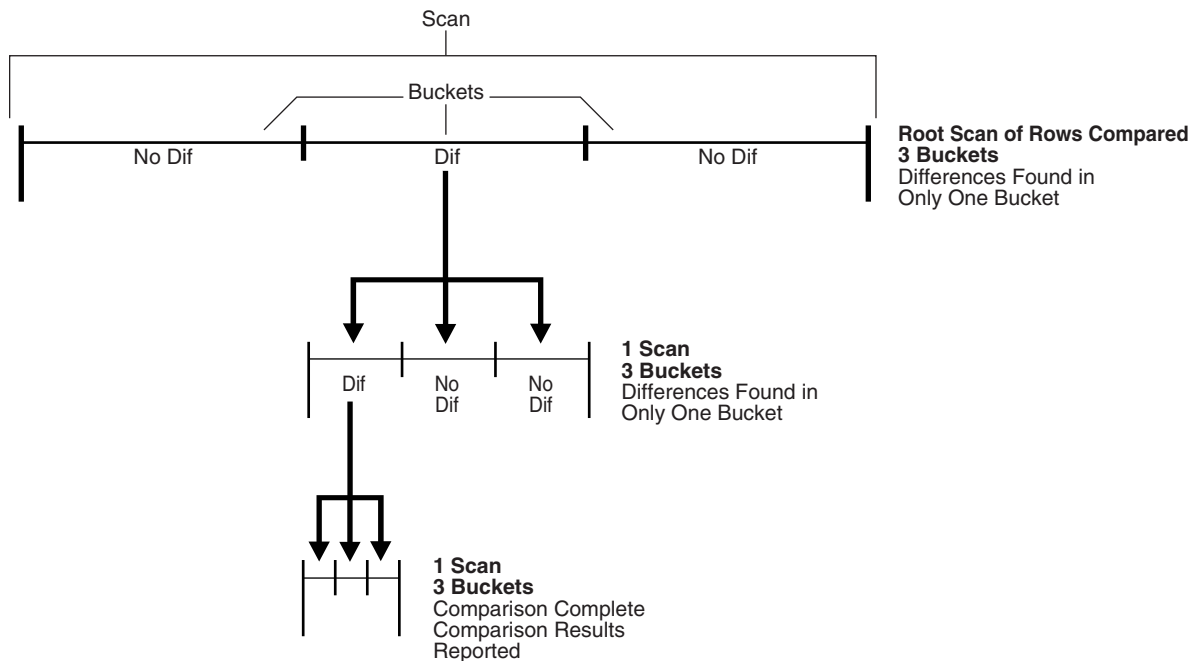 Scan
Buckets
No Dif
Dif
No Dif
Root Scan of Rows Compared
3 Buckets
Differences Found in
Only One Bucket
Dif
No
Dif
No
Dif
1 Scan
3 Buckets
Differences Found in
Only One Bucket
1 Scan
3 Buckets
Comparison Complete
Comparison Results
Reported